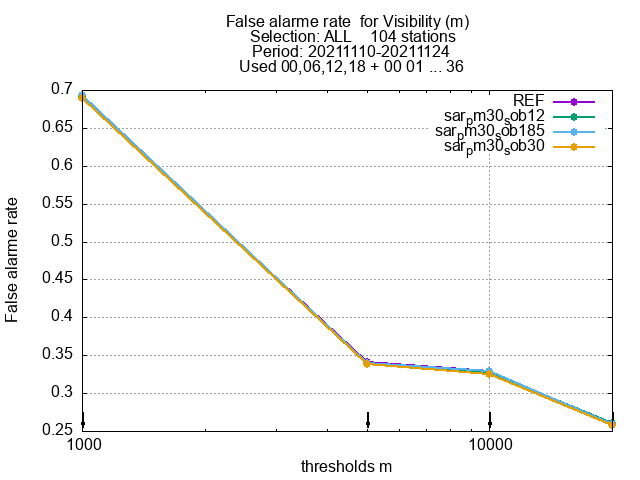 False alarme rate  for Visibility (m)
Selection: ALL    104 stations
Period: 20211110-20211124
Used 00,06,12,18 + 00 01 ... 36
0.7
0.65
0.6
0.55
0.5
0.45
0.4
0.35
0.3
0.25
False alarme rate
REF
sarpm30sob12
sarpm30sob185
sarpm30sob30
1000
10000
thresholds m